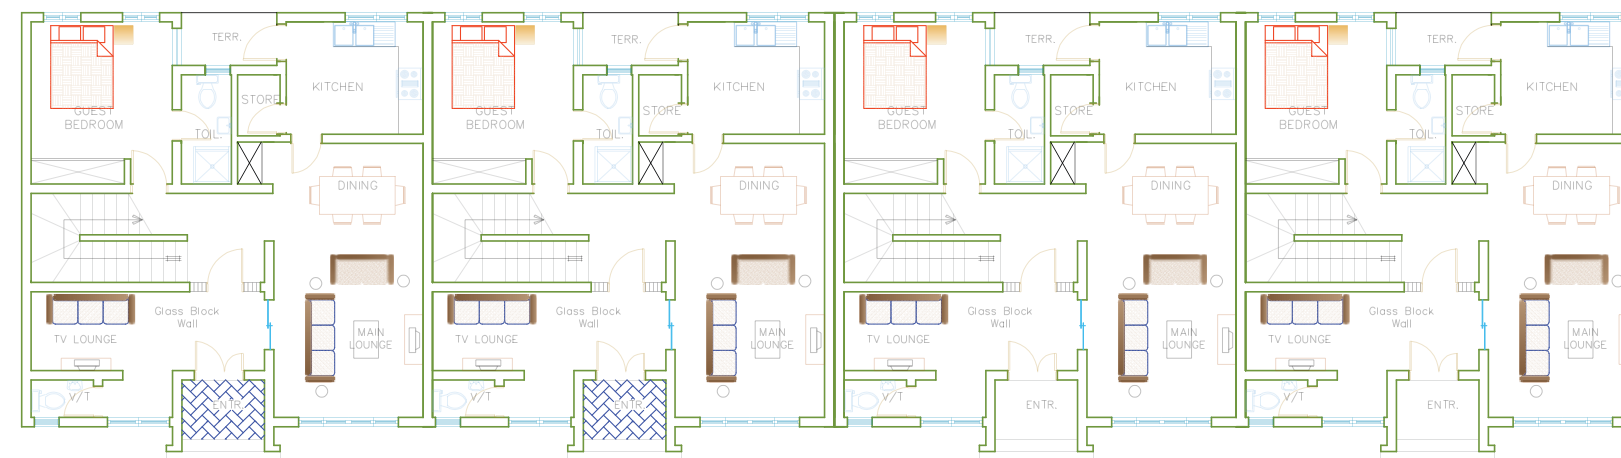 TERR.
KITCHEN
STORE
GUEST
BEDROOM
TOIL.
DINING
Glass Block
Wall
TV LOUNGE
MAIN
LOUNGE
V/T
ENTR.
TERR.
KITCHEN
STORE
GUEST
BEDROOM
TOIL.
DINING
Glass Block
Wall
TV LOUNGE
MAIN
LOUNGE
V/T
ENTR.
TERR.
KITCHEN
STORE
GUEST
BEDROOM
TOIL.
DINING
Glass Block
Wall
TV LOUNGE
MAIN
LOUNGE
V/T
ENTR.
TERR.
KITCHEN
STORE
GUEST
BEDROOM
TOIL.
DINING
Glass Block
Wall
TV LOUNGE
MAIN
LOUNGE
V/T
ENTR.